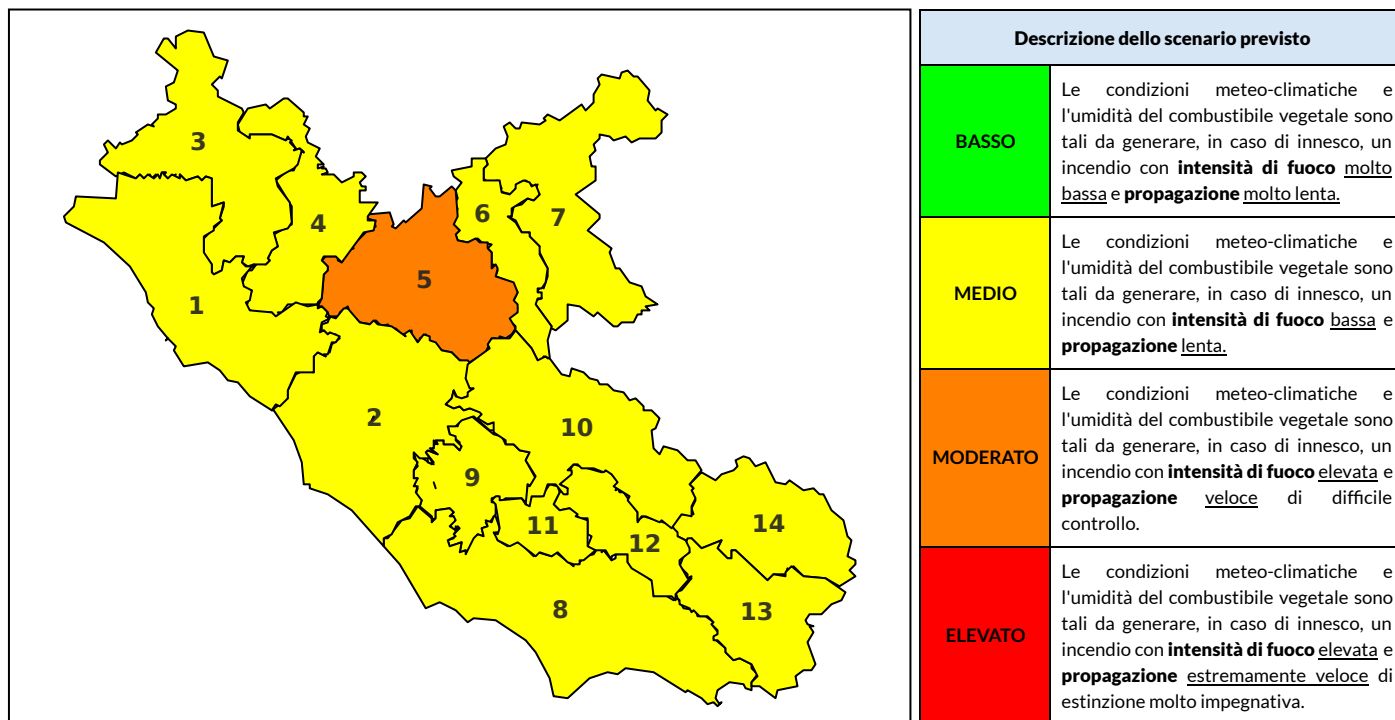 3
4
6
7
5
1
2
10
9
11
12
14
8
13
Descrizione dello scenario previsto
BASSO
Le condizioni meteo-climatiche e
l'umidità del combustibile vegetale sono
tali da generare, in caso di innesco, un
incendio con intensità di fuoco molto
bassa e propagazione molto lenta.
MEDIO
Le condizioni meteo-climatiche e
l'umidità del combustibile vegetale sono
tali da generare, in caso di innesco, un
incendio con intensità di fuoco bassa e
propagazione lenta.
MODERATO
Le condizioni meteo-climatiche e
l'umidità del combustibile vegetale sono
tali da generare, in caso di innesco, un
incendio con intensità di fuoco elevata e
propagazione veloce di difficile
controllo.
ELEVATO
Le condizioni meteo-climatiche e
l'umidità del combustibile vegetale sono
tali da generare, in caso di innesco, un
incendio con intensità di fuoco elevata e
propagazione estremamente veloce di
estinzione molto impegnativa.